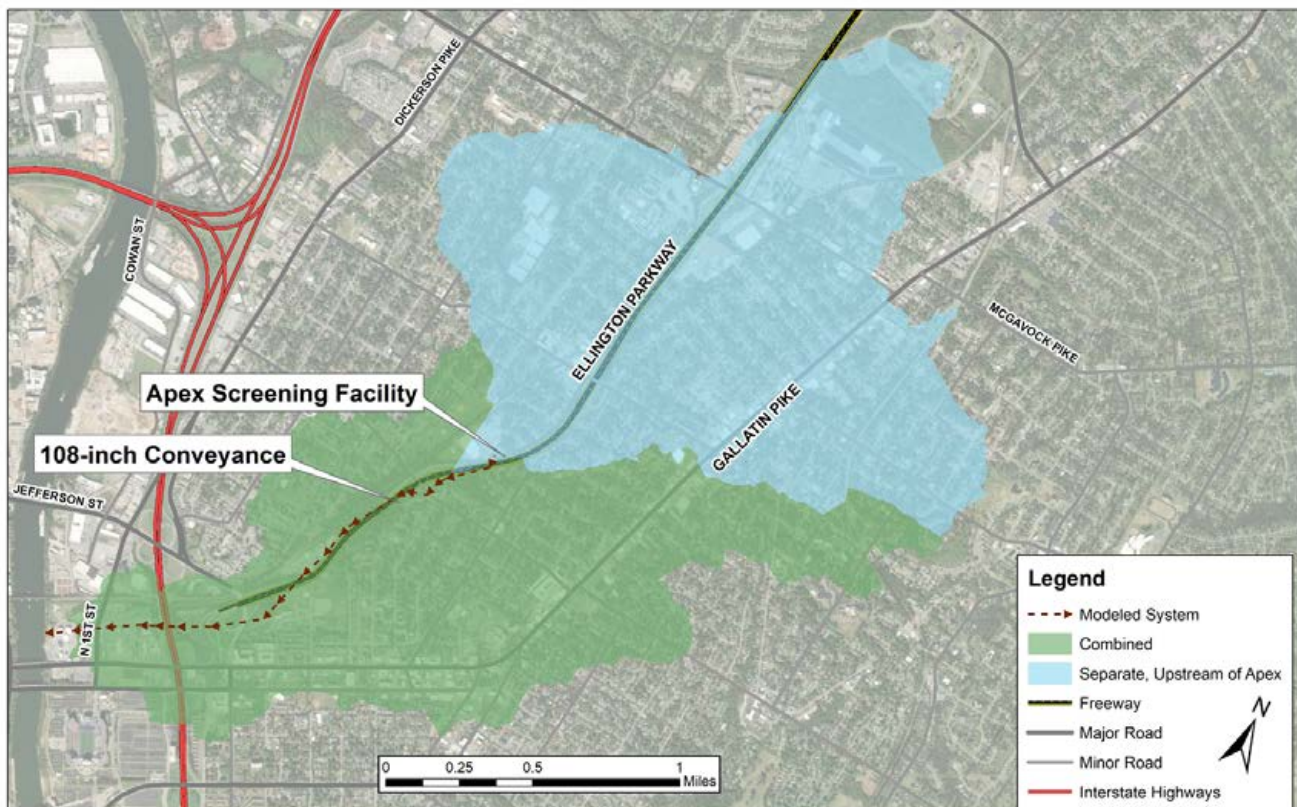 DICKERSON PIKE
COWAN ST
ELLINGTON PARKWAY
MCGAVOCK PIKE
Apex Screening Facility
GALLATIN PIKE
108-inch Conveyance
JEFFERSON ST
N 1ST ST
Legend
Modeled System
Combined
Separate, Upstream of Apex
Freeway
Major Road
Minor Road
Interstate Highways
N
0 0.25 0.5 1
Miles